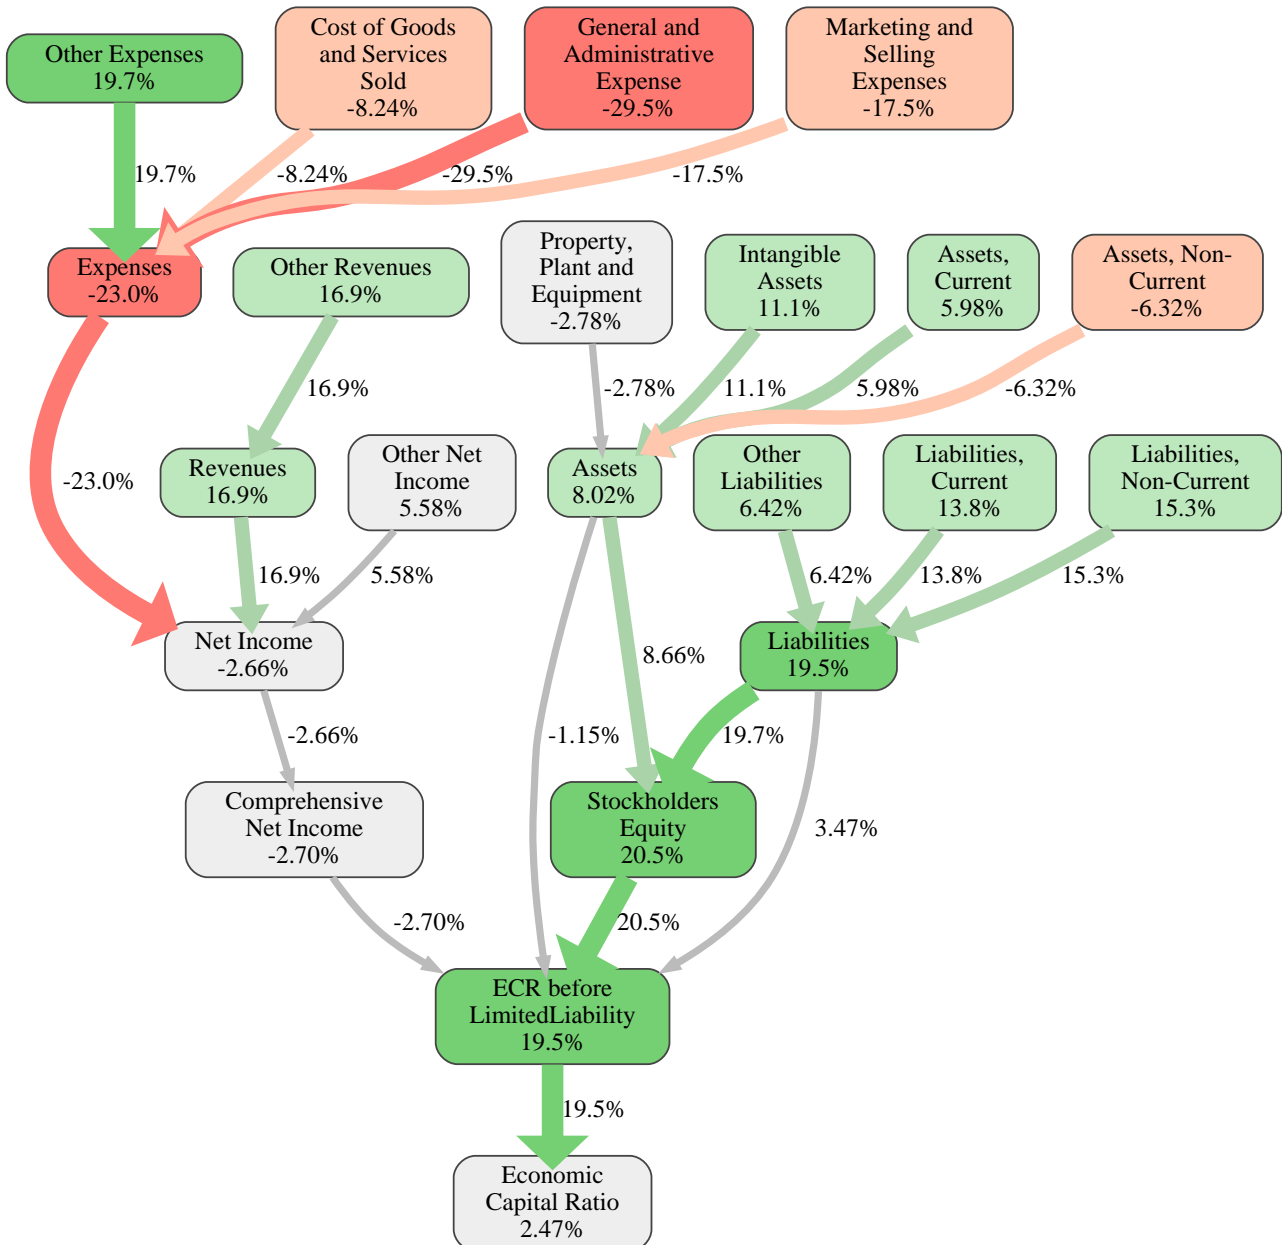 Other Expenses
19.7%
Cost of Goods
and Services
Sold
-8.24%
General and
Administrative
Expense
-29.5%
Marketing and
Selling
Expenses
-17.5%
19.7%
-8.24%
-29.5%
-17.5%
Expenses
-23.0%
Other Revenues
16.9%
Property,
Plant and
Equipment
-2.78%
Intangible
Assets
11.1%
Assets,
Current
5.98%
Assets, Non-
Current
-6.32%
16.9%
-2.78%
11.1%
5.98%
-6.32%
-23.0%
Revenues
16.9%
Other Net
Income
5.58%
Assets
8.02%
Other
Liabilities
6.42%
Liabilities,
Current
13.8%
Liabilities,
Non-Current
15.3%
16.9%
5.58%
6.42%
13.8%
15.3%
Net Income
-2.66%
8.66%
Liabilities
19.5%
-2.66%
-1.15%
19.7%
3.47%
Comprehensive
Net Income
-2.70%
Stockholders
Equity
20.5%
-2.70%
20.5%
ECR before
LimitedLiability
19.5%
19.5%
Economic
Capital Ratio
2.47%